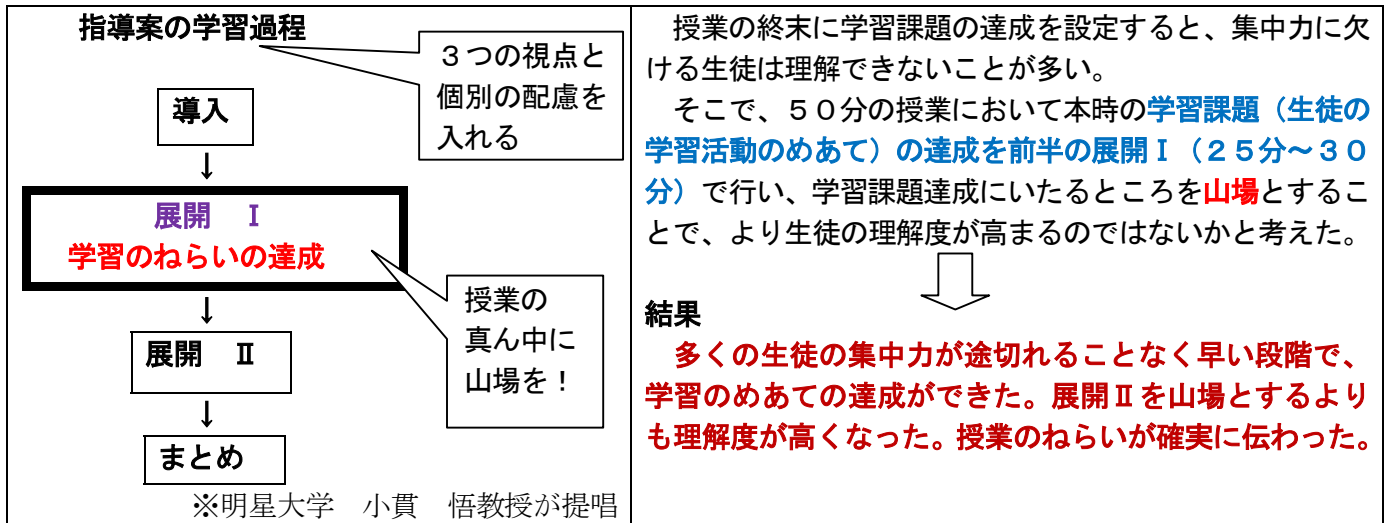 指導案の学習過程
３つの視点と
個別の配慮を
入れる
導入
↓
展開　Ⅰ
学習のねらいの達成
授業の
真ん中に
山場を！
↓
展開　Ⅱ
↓
まとめ
※明星大学　小貫　悟教授が提唱
授業の終末に学習課題の達成を設定すると、集中力に欠
ける生徒は理解できないことが多い。
そこで、５０分の授業において本時の学習課題（生徒の
学習活動のめあて）の達成を前半の展開Ⅰ（２５分～３０
分）で行い、学習課題達成にいたるところを山場とするこ
とで、より生徒の理解度が高まるのではないかと考えた。
結果
多くの生徒の集中力が途切れることなく早い段階で、
学習のめあての達成ができた。展開Ⅱを山場とするより
も理解度が高くなった。授業のねらいが確実に伝わった。